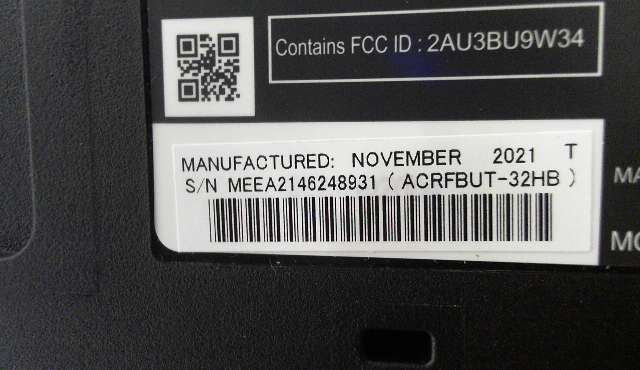 Contains FCC ID : 2AU3BU9W34
MANUFACTURED: NOVEMBER 2021 T
S/N MEEA2146248931 ( ACRFBUT-32HB )